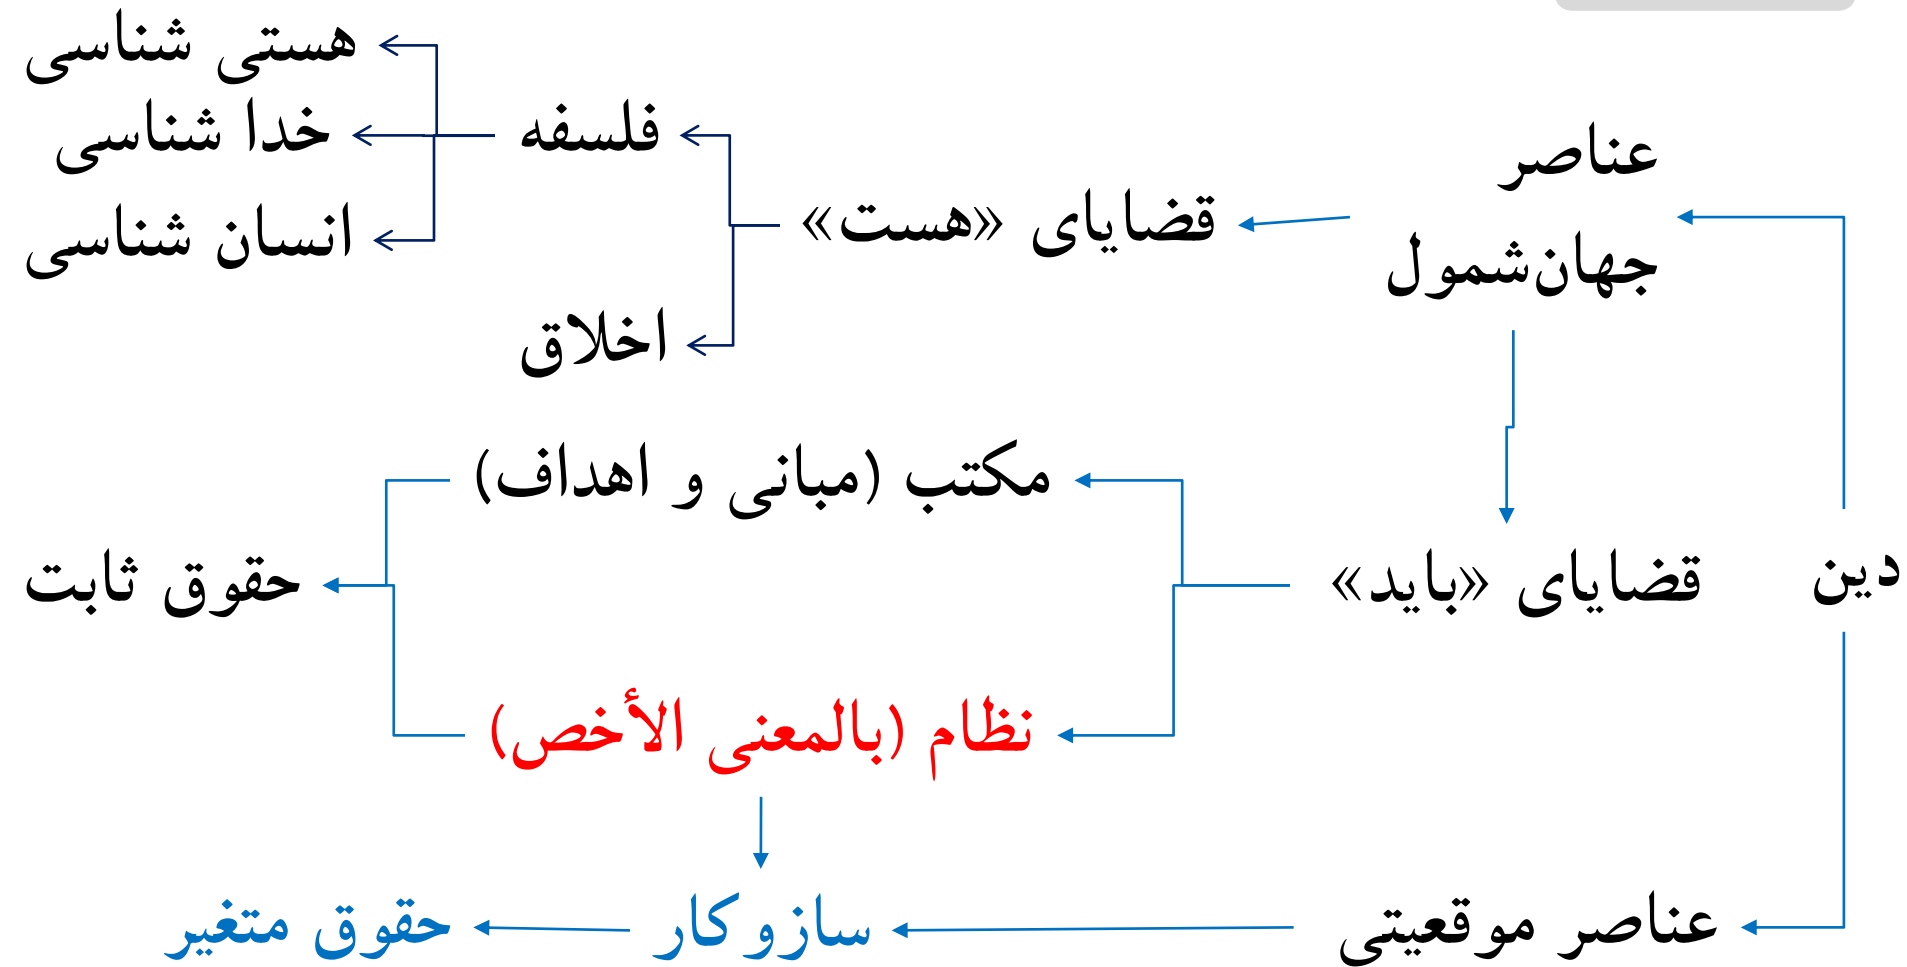 دین
عناصر
جهان‌شمول
قضایای «هست»
فلسفه
هستی شناسی
خدا شناسی
انسان شناسی
اخلاق
قضایای «باید»
مکتب (مبانی و اهداف)
نظام (بالمعنی الأخص)
حقوق ثابت
عناصر موقعیتی
سازوکار
حقوق متغیر